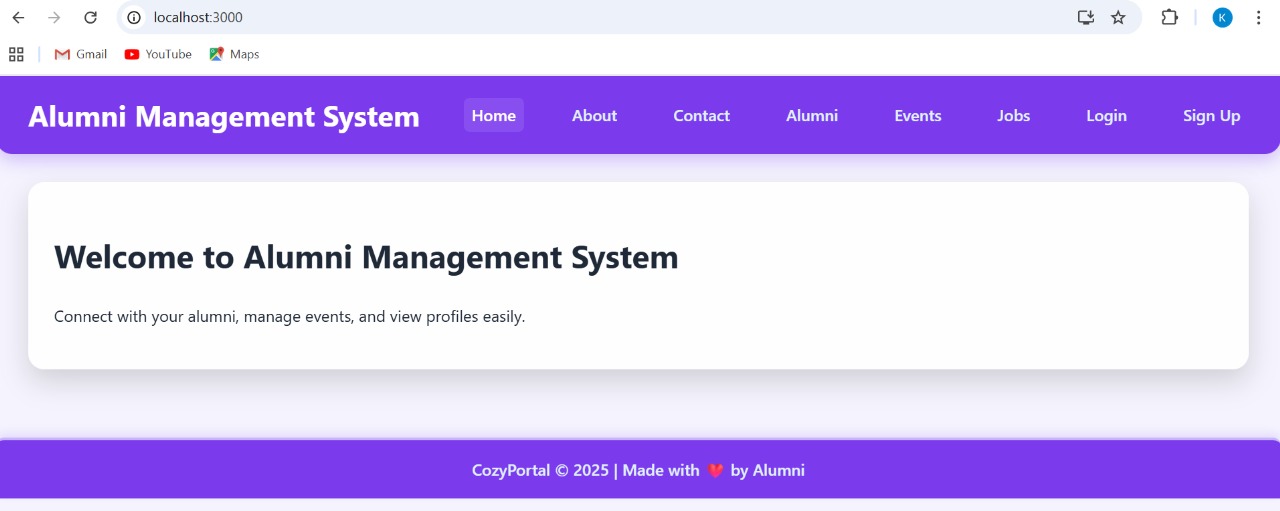 localhost:3000
K
Gmail YouTube Maps
Alumni Management System Home About Contact Alumni Events Jobs Login Sign Up
Welcome to Alumni Management System
Connect with your alumni, manage events, and view profiles easily.
CozyPortal © 2025 | Made with ❤️ by Alumni